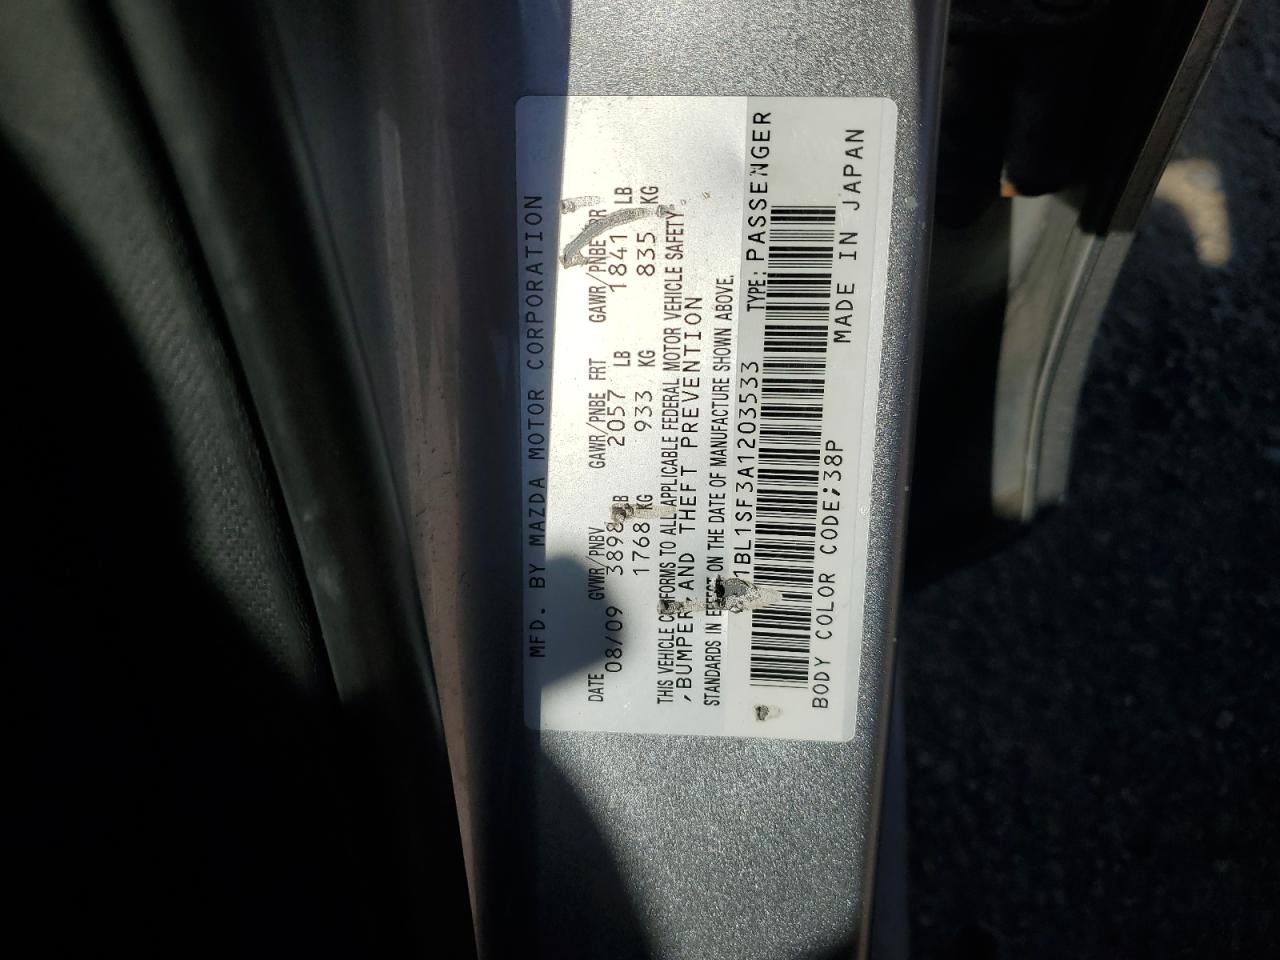 MFD. BY MAZDA MOTOR CORPORATION
DATE GVWR/PNBV GAWR/PNBE FRT GAWR/PNBE RR
08/09 3898 LB 2057 LB 1841 LB
1768 KG 933 KG 835 KG
THIS VEHICLE CONFORMS TO ALL APPLICABLE FEDERAL MOTOR VEHICLE SAFETY
,BUMPER, AND THEFT PREVENTION
STANDARDS IN EFFECT ON THE DATE OF MANUFACTURE SHOWN ABOVE.
1BL1SF3A1203533 TYPE: PASSENGER
BODY COLOR CODE;38P MADE IN JAPAN